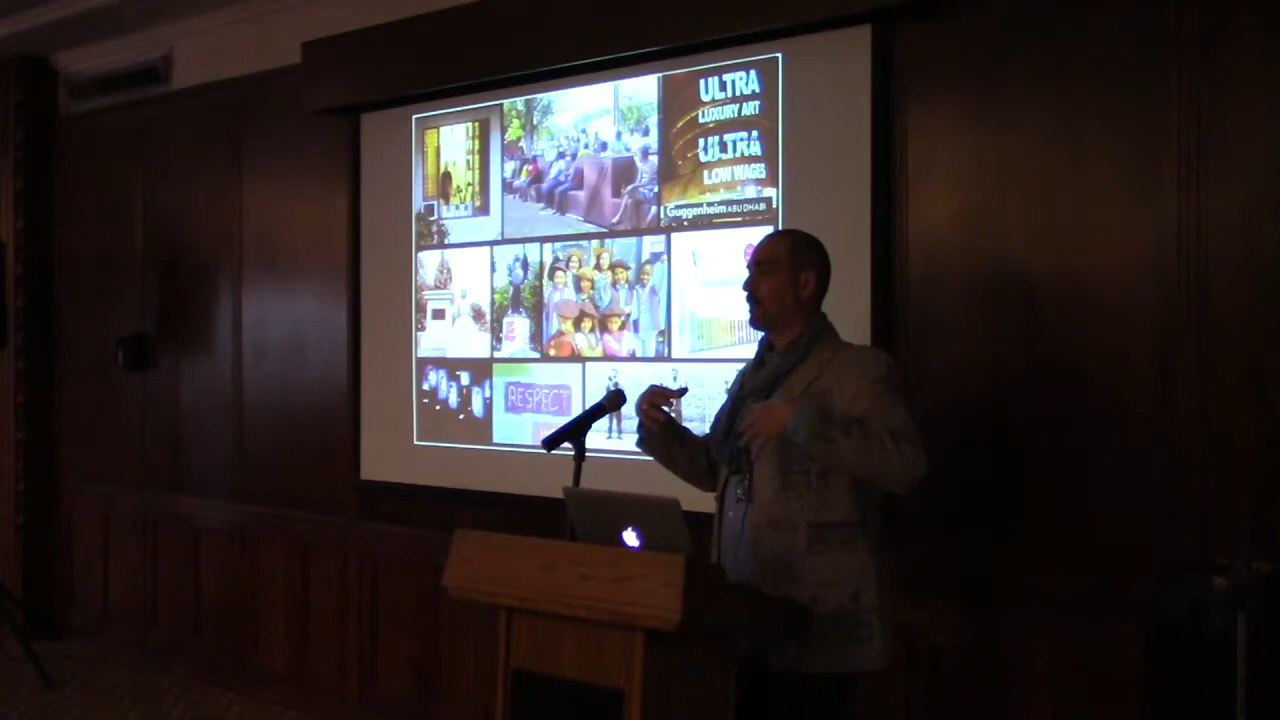 ULTRA
LUXURY ART
ULTRA
LOW WAGES
Guggenheim ABU DHABI
RESPECT